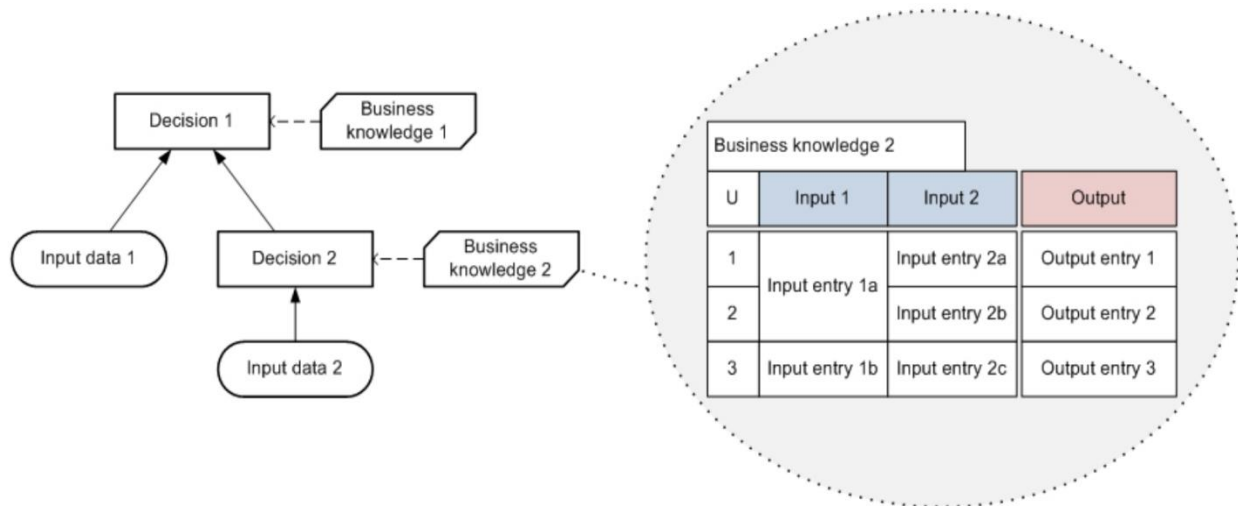 Decision 1
Business
knowledge 1
Input data 1
Decision 2
Business
knowledge 2
Input data 2
Business knowledge 2
U Input 1 Input 2 Output
1 Input entry 1a Input entry 2a Output entry 1
2 Input entry 2b Output entry 2
3 Input entry 1b Input entry 2c Output entry 3